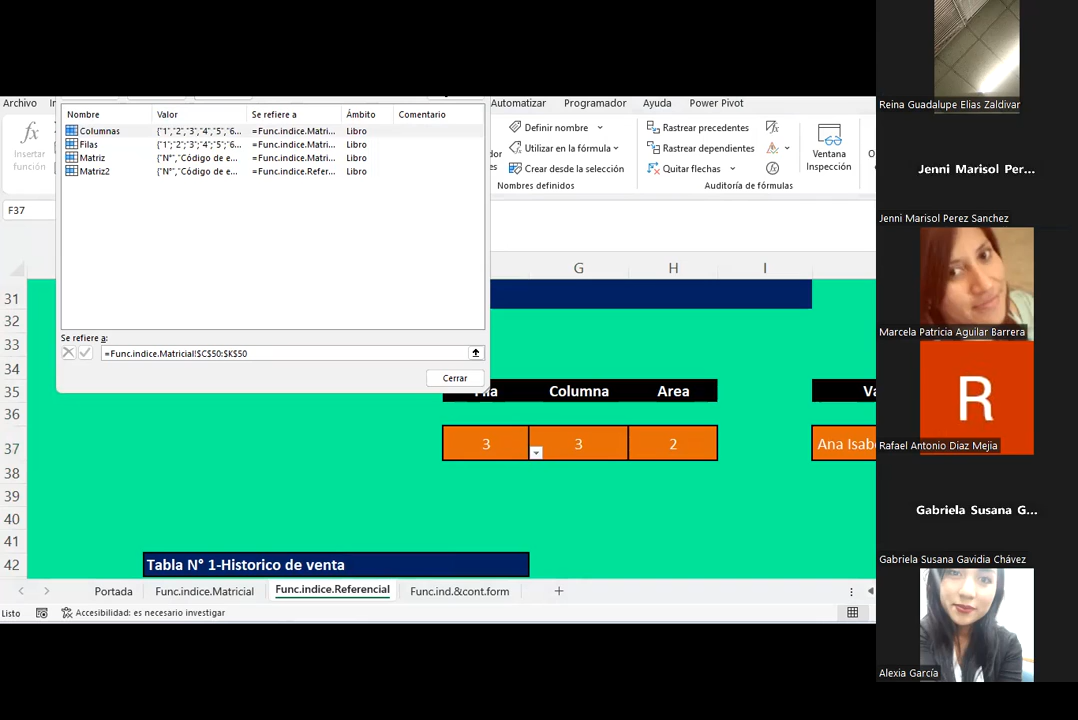 Archivo
Automatizar Programador Ayuda Power Pivot
Nombre Valor Se refiere a Ámbito Comentario
Columnas {"1","2","3","4","5","6... =Func.indice.Matri... Libro
Filas {"1";"2";"3";"4";"5";"6... =Func.indice.Matri... Libro
Matriz {"N°","Código de e... =Func.indice.Matri... Libro
Matriz2 {"N°","Código de e... =Func.indice.Refer... Libro
Se refiere a:
=Func.indice.Matricial!$C$50:$K$50
Cerrar
fx
Insertar
función
Definir nombre
Utilizar en la fórmula
Crear desde la selección
Nombres definidos
Rastrear precedentes
Rastrear dependientes
Quitar flechas
Auditoría de fórmulas
Ventana
Inspección
F37
G H I
31
32
33
34
35
36
37
38
39
40
41
42
Columna Area
3 3 2
Ana Isab
Tabla N° 1-Historico de venta
Portada Func.indice.Matricial Func.indice.Referencial Func.ind.&cont.form +
Listo Accesibilidad: es necesario investigar
Reina Guadalupe Elias Zaldivar
Jenni Marisol Per...
Jenni Marisol Perez Sanchez
Marcela Patricia Aguilar Barrera
R
Rafael Antonio Diaz Mejia
Gabriela Susana G...
Gabriela Susana Gavidia Chávez
Alexia García